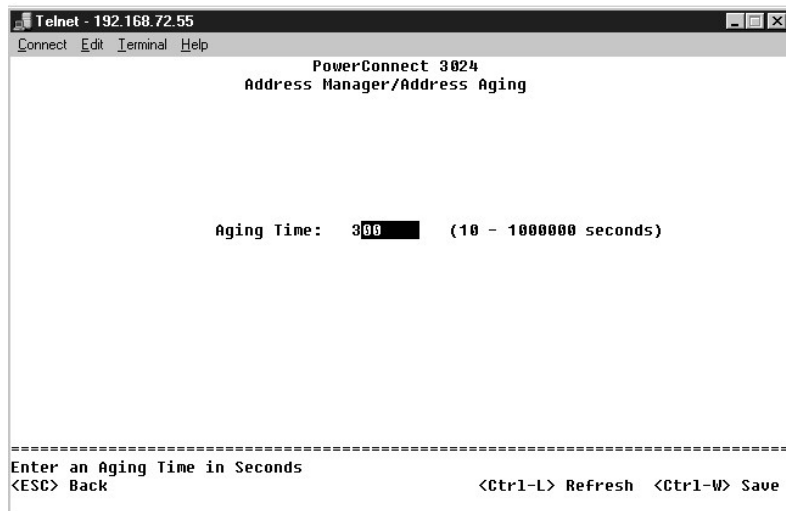 Telnet - 192.168.72.55
Connect Edit Terminal Help
PowerConnect 3024
Address Manager/Address Aging
Aging Time: 300 (10 - 1000000 seconds)
================================================================================
Enter an Aging Time in Seconds
<ESC> Back <Ctrl-L> Refresh <Ctrl-W> Save